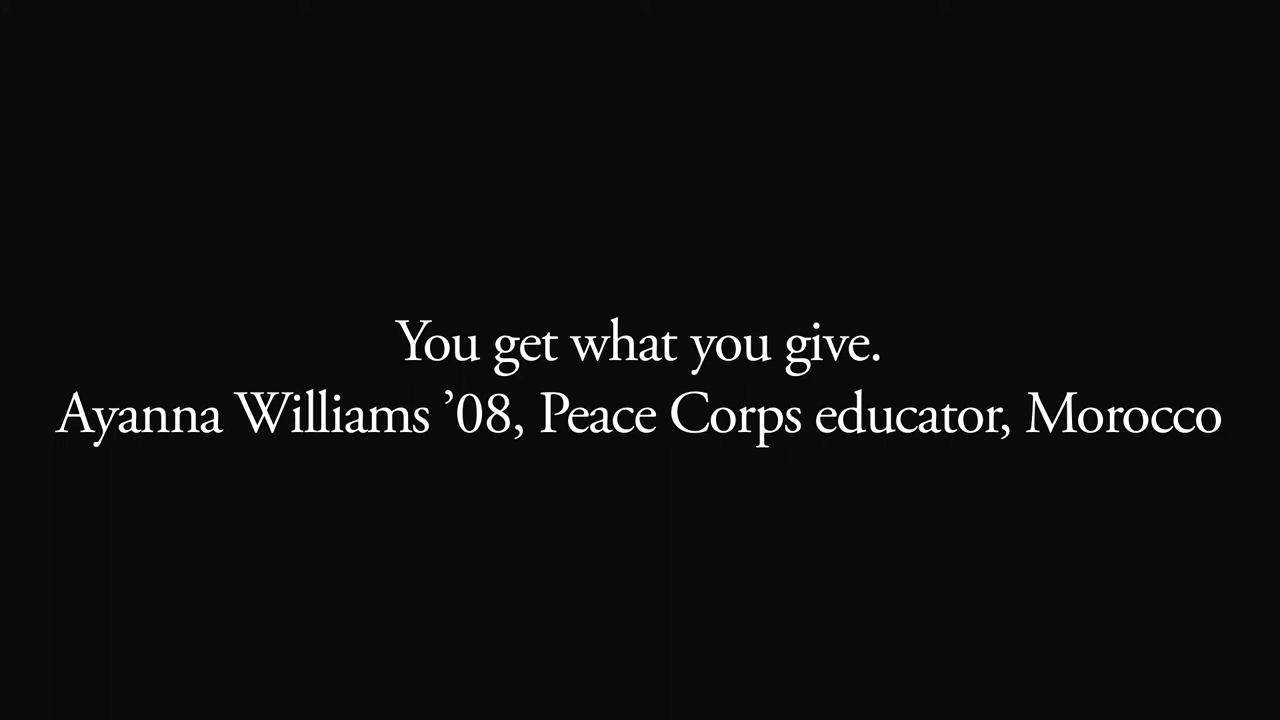 You get what you give.
Ayanna Williams ’08, Peace Corps educator, Morocco